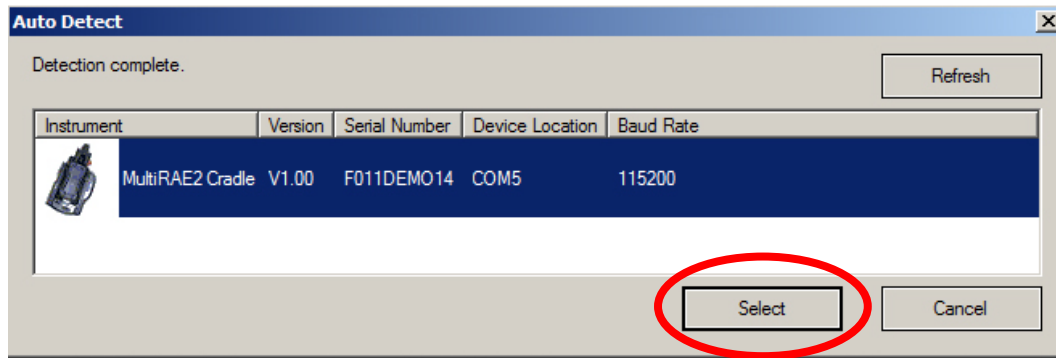 Auto Detect
Detection complete.
Refresh
Instrument Version Serial Number Device Location Baud Rate
MultiRAE2 Cradle V1.00 F011DEMO14 COM5 115200
Select Cancel